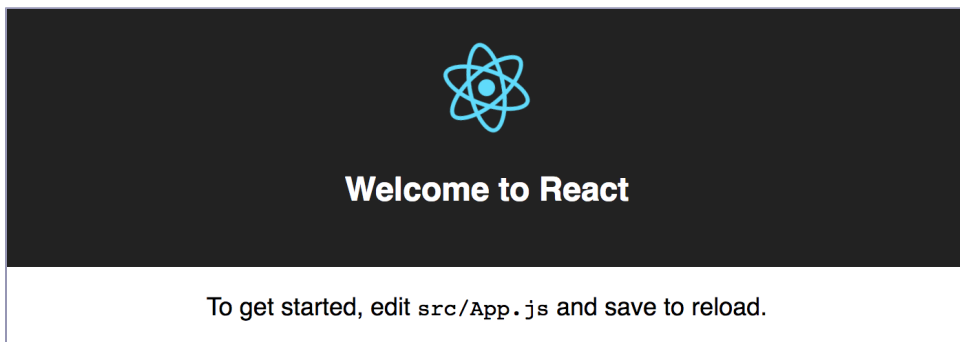 Welcome to React
To get started, edit src/App.js and save to reload.